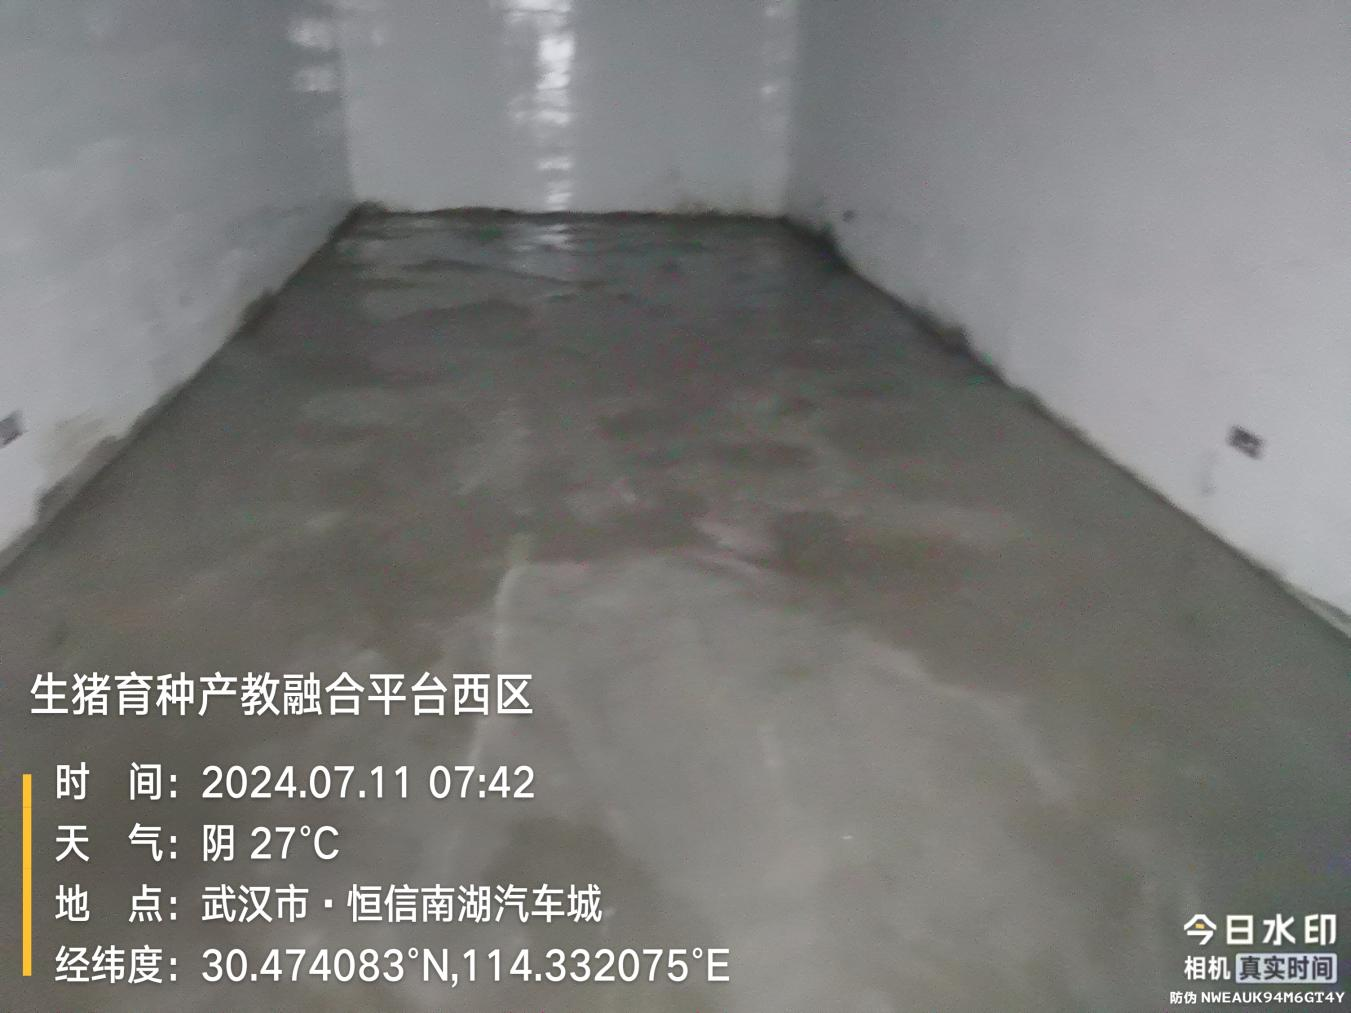 生猪育种产教融合平台西区
时 间：2024.07.11 07:42
天 气：阴 27°C
地 点：武汉市·恒信南湖汽车城
经纬度：30.474083°N,114.332075°E
今日水印
相机 真实时间
防伪 NWEAUK94M6GT4Y